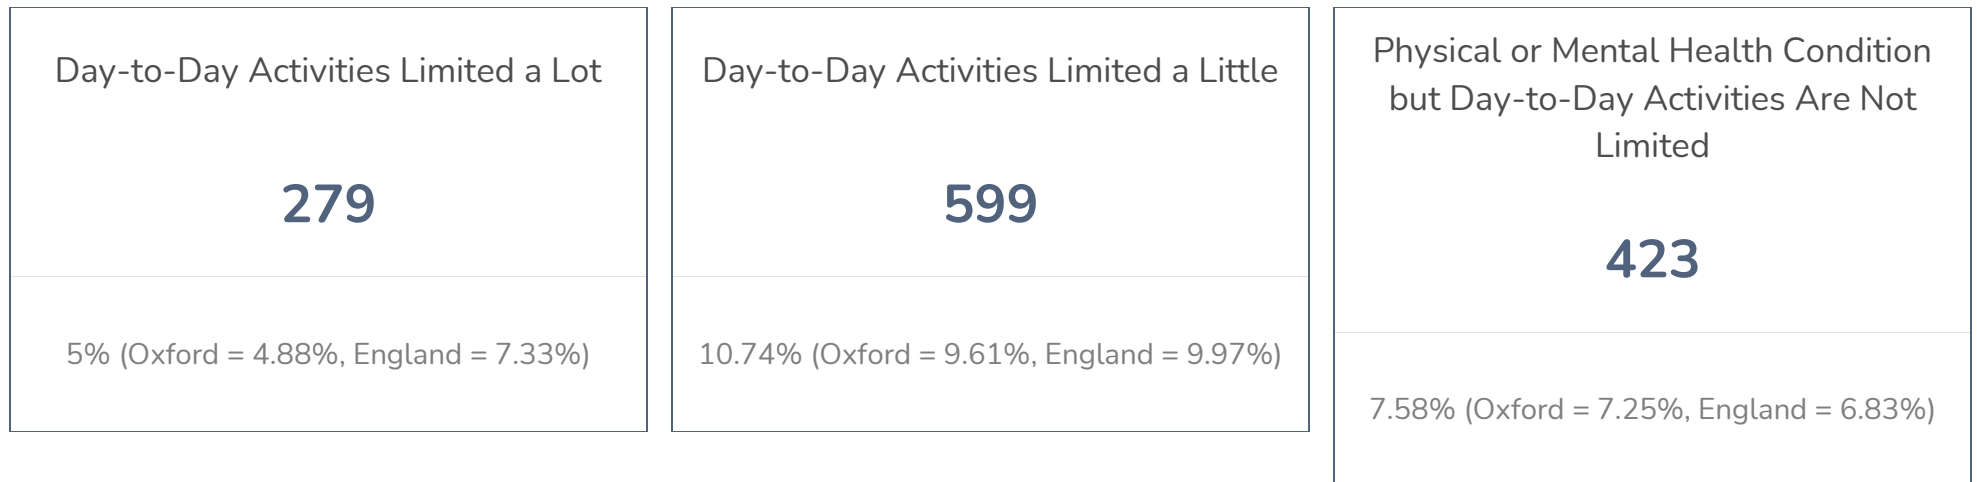 Day-to-Day Activities Limited a Lot
279
5% (Oxford = 4.88%, England = 7.33%)
Day-to-Day Activities Limited a Little
599
10.74% (Oxford = 9.61%, England = 9.97%)
Physical or Mental Health Condition
but Day-to-Day Activities Are Not
Limited
423
7.58% (Oxford = 7.25%, England = 6.83%)